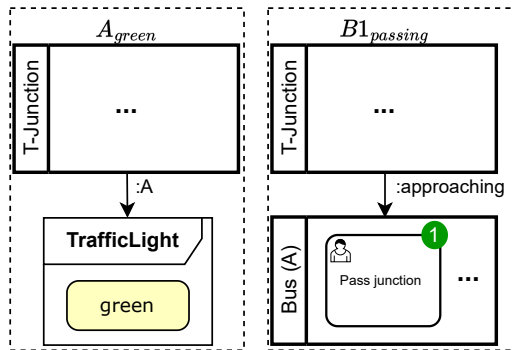 A_green
T-Junction
...
:A
TrafficLight
green
B1_passing
T-Junction
...
:approaching
Bus (A)
1
Pass junction
...